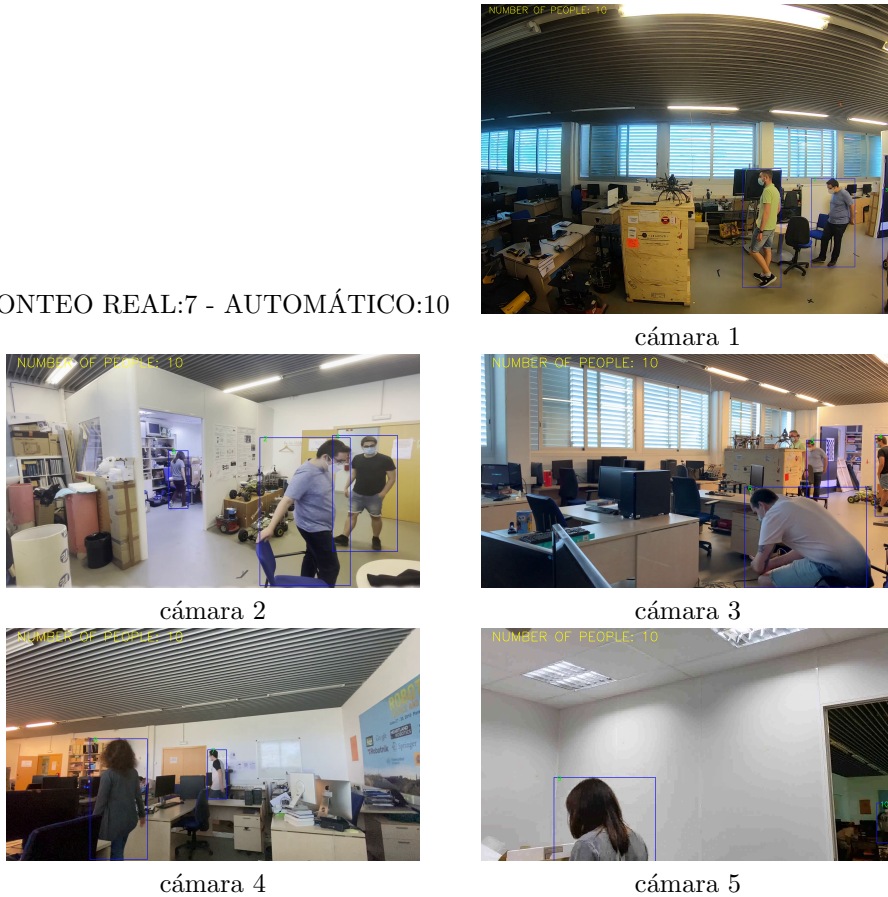 NUMBER OF PEOPLE: 10
ONTEO REAL:7 - AUTOMÁTICO:10
cámara 1
NUMBER OF PEOPLE: 10
NUMBER OF PEOPLE: 10
cámara 2
cámara 3
NUMBER OF PEOPLE: 10
NUMBER OF PEOPLE: 10
cámara 4
cámara 5